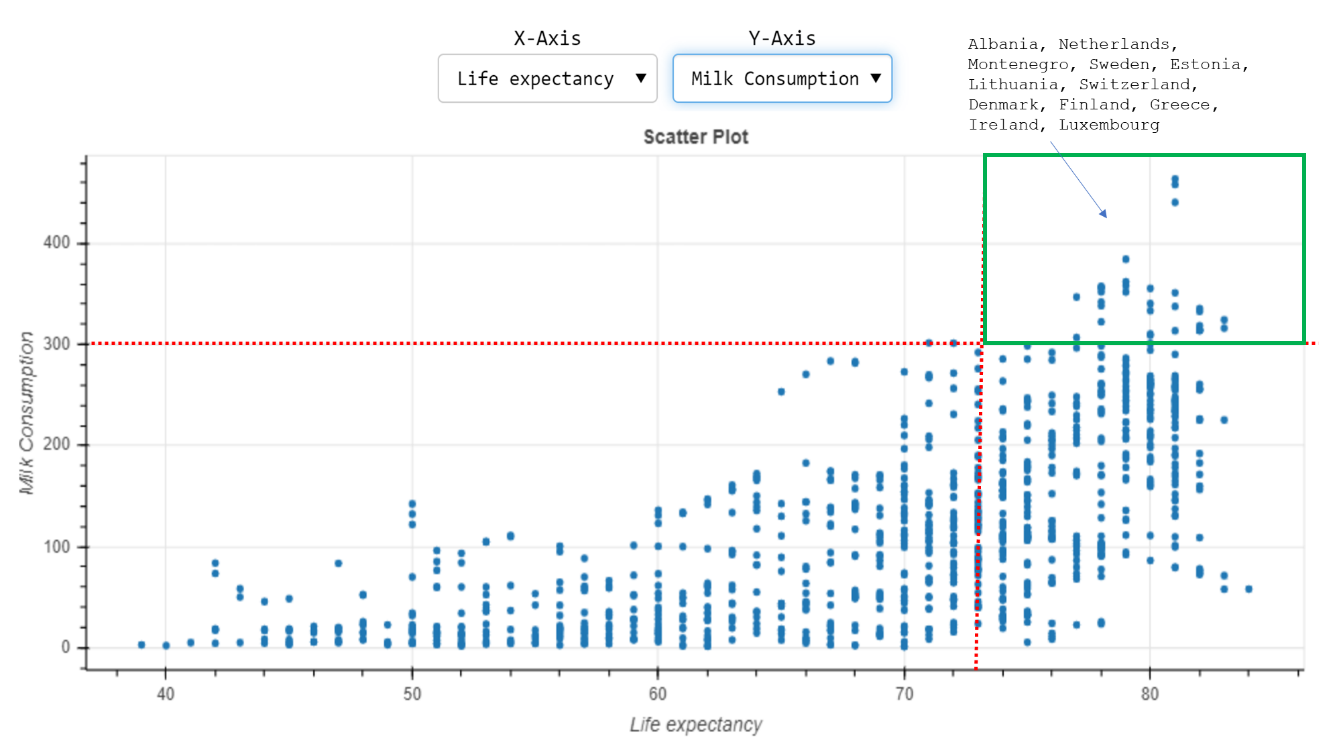 X-Axis
Y-Axis
Life expectancy ▼
Milk Consumption ▼
Albania, Netherlands,
Montenegro, Sweden, Estonia,
Lithuania, Switzerland,
Denmark, Finland, Greece,
Ireland, Luxembourg
Scatter Plot
400
300
200
100
0
Milk Consumption
40
50
60
70
80
Life expectancy